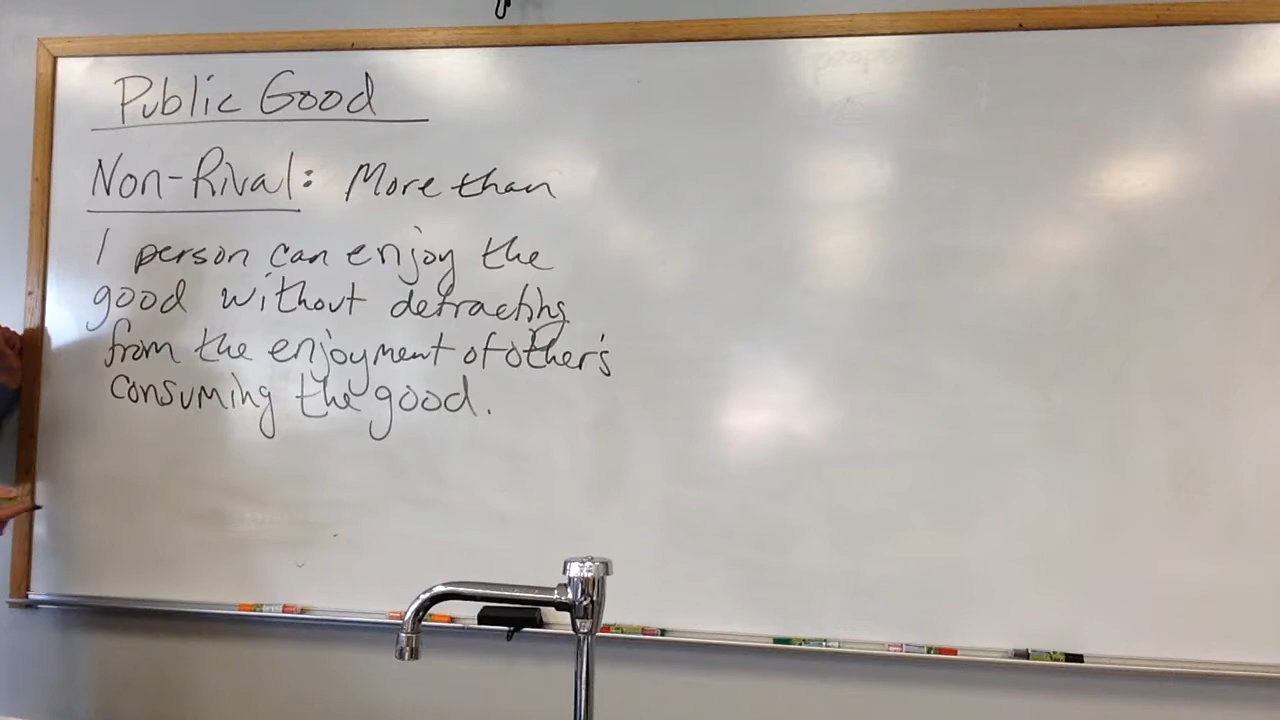 Public Good
Non-Rival: More than
1 person can enjoy the
good without detracting
from the enjoyment of other's
consuming the good.